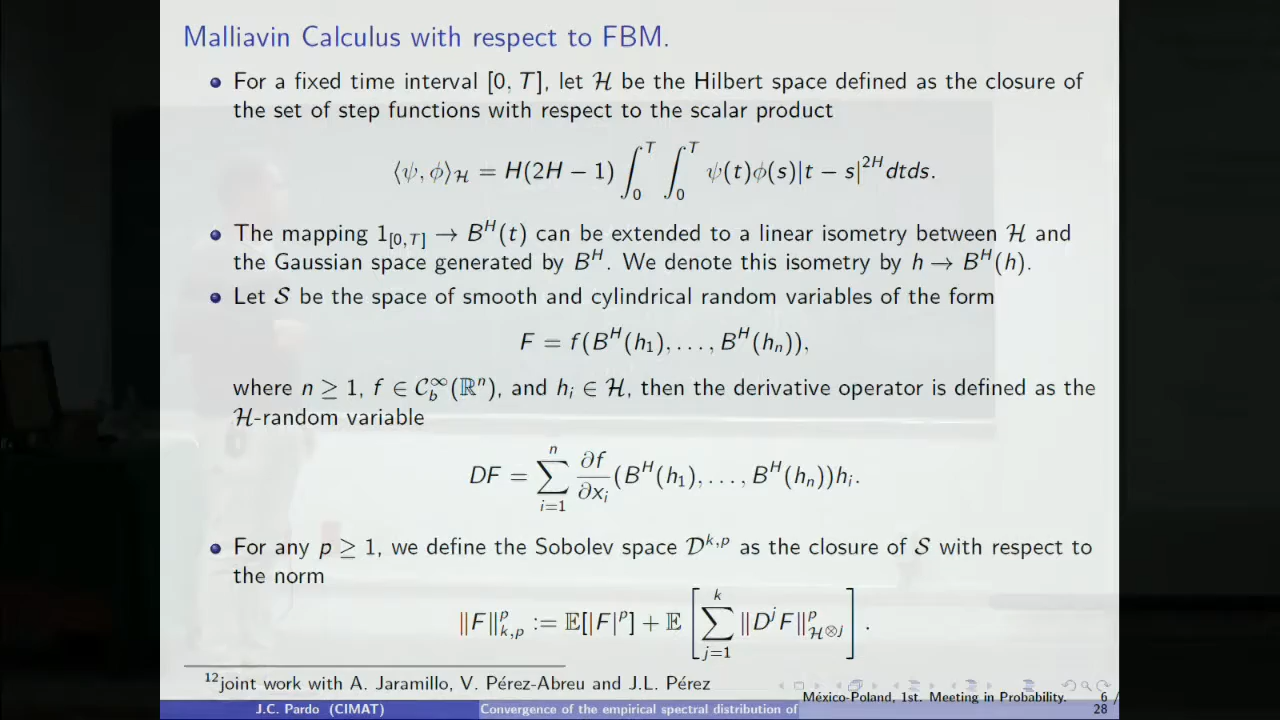 Malliavin Calculus with respect to FBM.
For a fixed time interval [0, T], let ℋ be the Hilbert space defined as the closure of
the set of step functions with respect to the scalar product
⟨ψ, φ⟩_ℋ = H(2H − 1) ∫_0^T ∫_0^T ψ(t)φ(s)|t − s|^{2H} dtds.
The mapping 1_{[0,T]} → B^H(t) can be extended to a linear isometry between ℋ and
the Gaussian space generated by B^H. We denote this isometry by h → B^H(h).
Let 𝒮 be the space of smooth and cylindrical random variables of the form
F = f(B^H(h_1), . . . , B^H(h_n)),
where n ≥ 1, f ∈ 𝒞_b^∞(ℝ^n), and h_i ∈ ℋ, then the derivative operator is defined as the
ℋ-random variable
DF = ∑_{i=1}^n ∂f/∂x_i (B^H(h_1), . . . , B^H(h_n))h_i.
For any p ≥ 1, we define the Sobolev space 𝒟^{k,p} as the closure of 𝒮 with respect to
the norm
‖F‖_{k,p}^p := 𝔼[|F|^p] + 𝔼 [∑_{j=1}^k ‖D^j F‖_{ℋ^{⊗j}}^p] .
12joint work with A. Jaramillo, V. Pérez-Abreu and J.L. Pérez
México-Poland, 1st. Meeting in Probability. 6 /
J.C. Pardo (CIMAT) Convergence of the empirical spectral distribution of 28